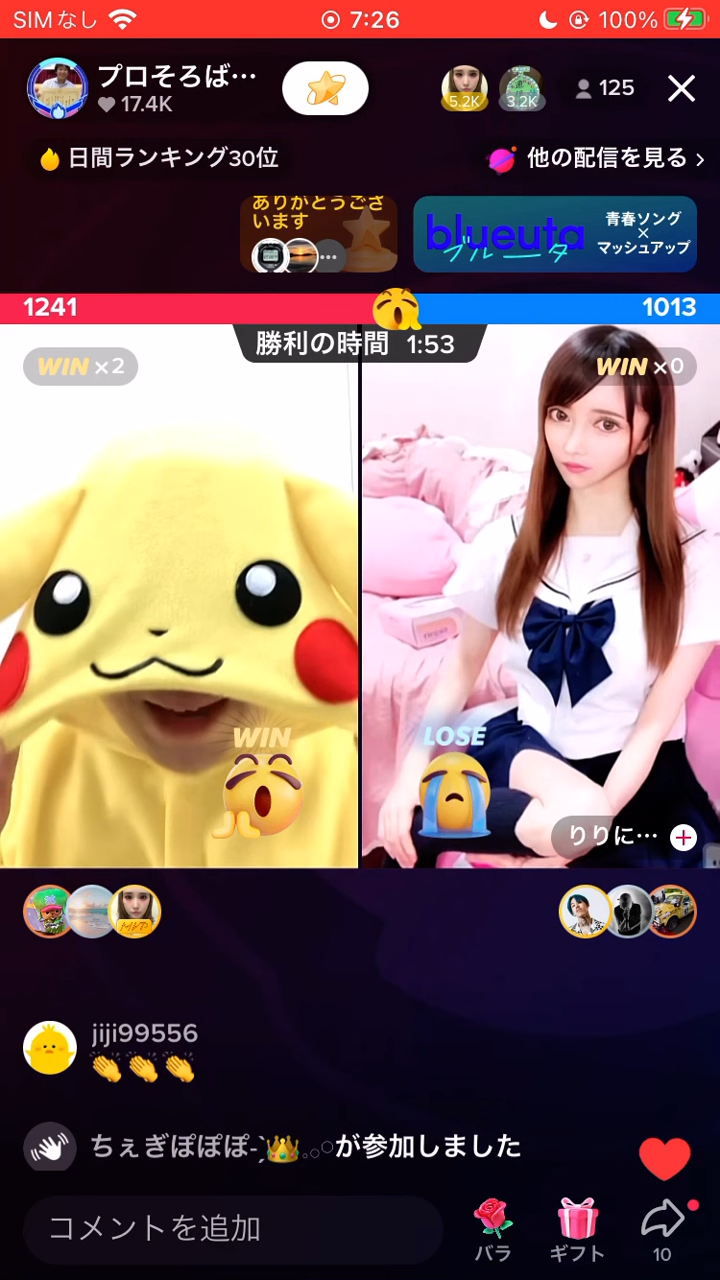 SIMなし 7:26 100%
プロそろば…
17.4K
5.2K 3.2K 125
日間ランキング30位 他の配信を見る
ありがとうござ
います
blueuta
ブルータ
青春ソング
×
マッシュアップ
1241 1013
勝利の時間 1:53
WIN ×2 WIN ×0
WIN LOSE
りりに…
MVP
jiji99556
👏👏👏
ちぇぎぽぽぽ- ̗̀👑が参加しました
コメントを追加
バラ ギフト 10